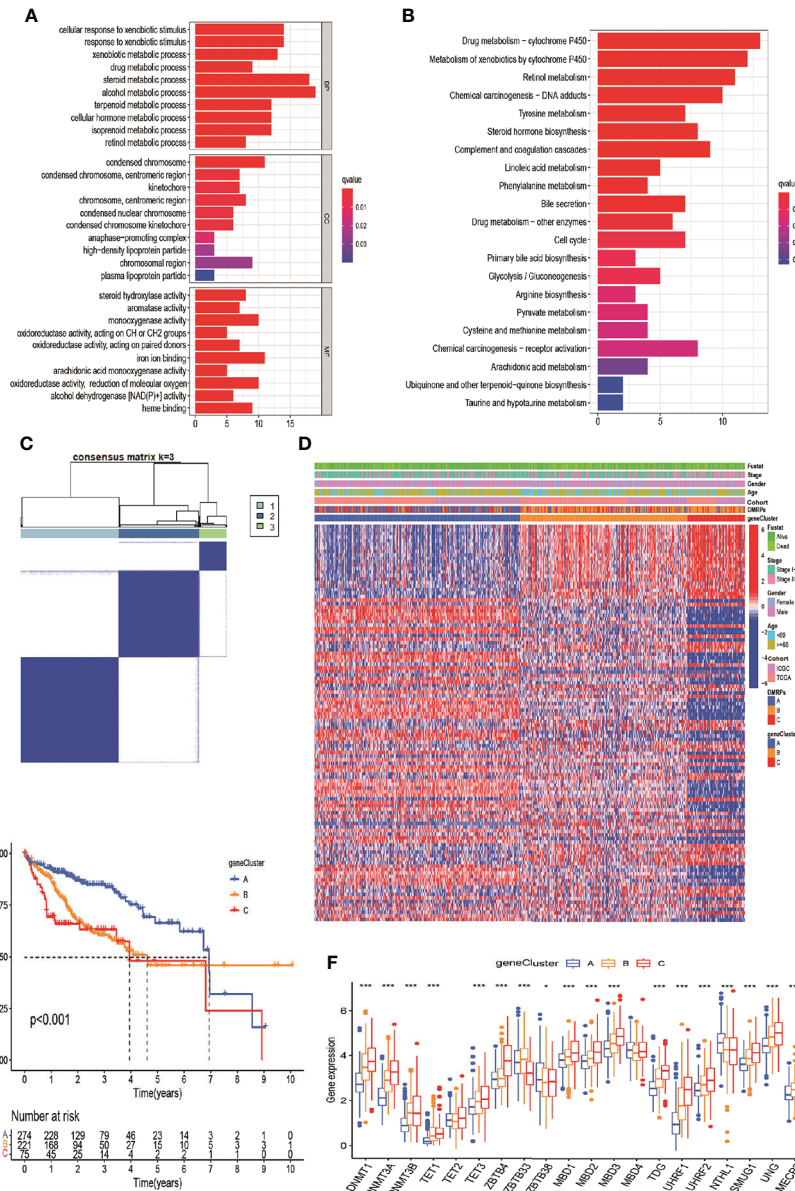 A
cellular response to xenobiotic stimulus
response to xenobiotic stimulus
xenobiotic metabolic process
drug metabolic process
steroid metabolic process
alcohol metabolic process
terpenoid metabolic process
cellular hormone metabolic process
isoprenoid metabolic process
retinol metabolic process
BP
condensed chromosome
condensed chromosome, centromeric region
kinetochore
chromosome, centromeric region
condensed nuclear chromosome
condensed chromosome kinetochore
anaphase−promoting complex
high−density lipoprotein particle
chromosomal region
plasma lipoprotein particle
CC
steroid hydroxylase activity
aromatase activity
monooxygenase activity
oxidoreductase activity, acting on CH or CH2 groups
oxidoreductase activity, acting on paired donors
iron ion binding
arachidonic acid monooxygenase activity
oxidoreductase activity, reduction of molecular oxygen
alcohol dehydrogenase [NAD(P)+] activity
heme binding
MF
0 5 10 15
qvalue
0.01
0.02
0.03
B
Drug metabolism − cytochrome P450
Metabolism of xenobiotics by cytochrome P450
Retinol metabolism
Chemical carcinogenesis − DNA adducts
Tyrosine metabolism
Steroid hormone biosynthesis
Complement and coagulation cascades
Linoleic acid metabolism
Phenylalanine metabolism
Bile secretion
Drug metabolism − other enzymes
Cell cycle
Primary bile acid biosynthesis
Glycolysis / Gluconeogenesis
Arginine biosynthesis
Pyruvate metabolism
Cysteine and methionine metabolism
Chemical carcinogenesis − receptor activation
Arachidonic acid metabolism
Ubiquinone and other terpenoid−quinone biosynthesis
Taurine and hypotaurine metabolism
0 5 10
C
consensus matrix k=3
1
2
3
D
Fustat
Stage
Gender
Age
Cohort
DMRPs
geneCluster
6
4
2
0
−2
−4
−6
Fustat
Alive
Dead
Stage
Stage I-
Stage II
Gender
Female
Male
Age
<60
>=60
Cohort
ICGC
TCGA
DMRPs
A
B
C
geneCluster
A
B
C
geneCluster
A
B
C
p<0.001
0 1 2 3 4 5 6 7 8 9 10
Time(years)
Number at risk
A 274 228 129 79 46 23 14 3 2 1 0
B 221 168 94 50 27 15 10 5 3 3 1
C 75 45 25 14 4 2 2 1 1 0 0
0 1 2 3 4 5 6 7 8 9 10
Time(years)
F
geneCluster A B C
*** *** *** *** *** *** *** * *** *** *** *** *** *** *** *** ***
Gene expression
6
4
2
0
DNMT1
DNMT3A
DNMT3B
TET1
TET2
TET3
ZBTB4
ZBTB33
ZBTB38
MBD1
MBD2
MBD3
MBD4
TDG
UHRF1
UHRF2
NTHL1
SMUG1
UNG